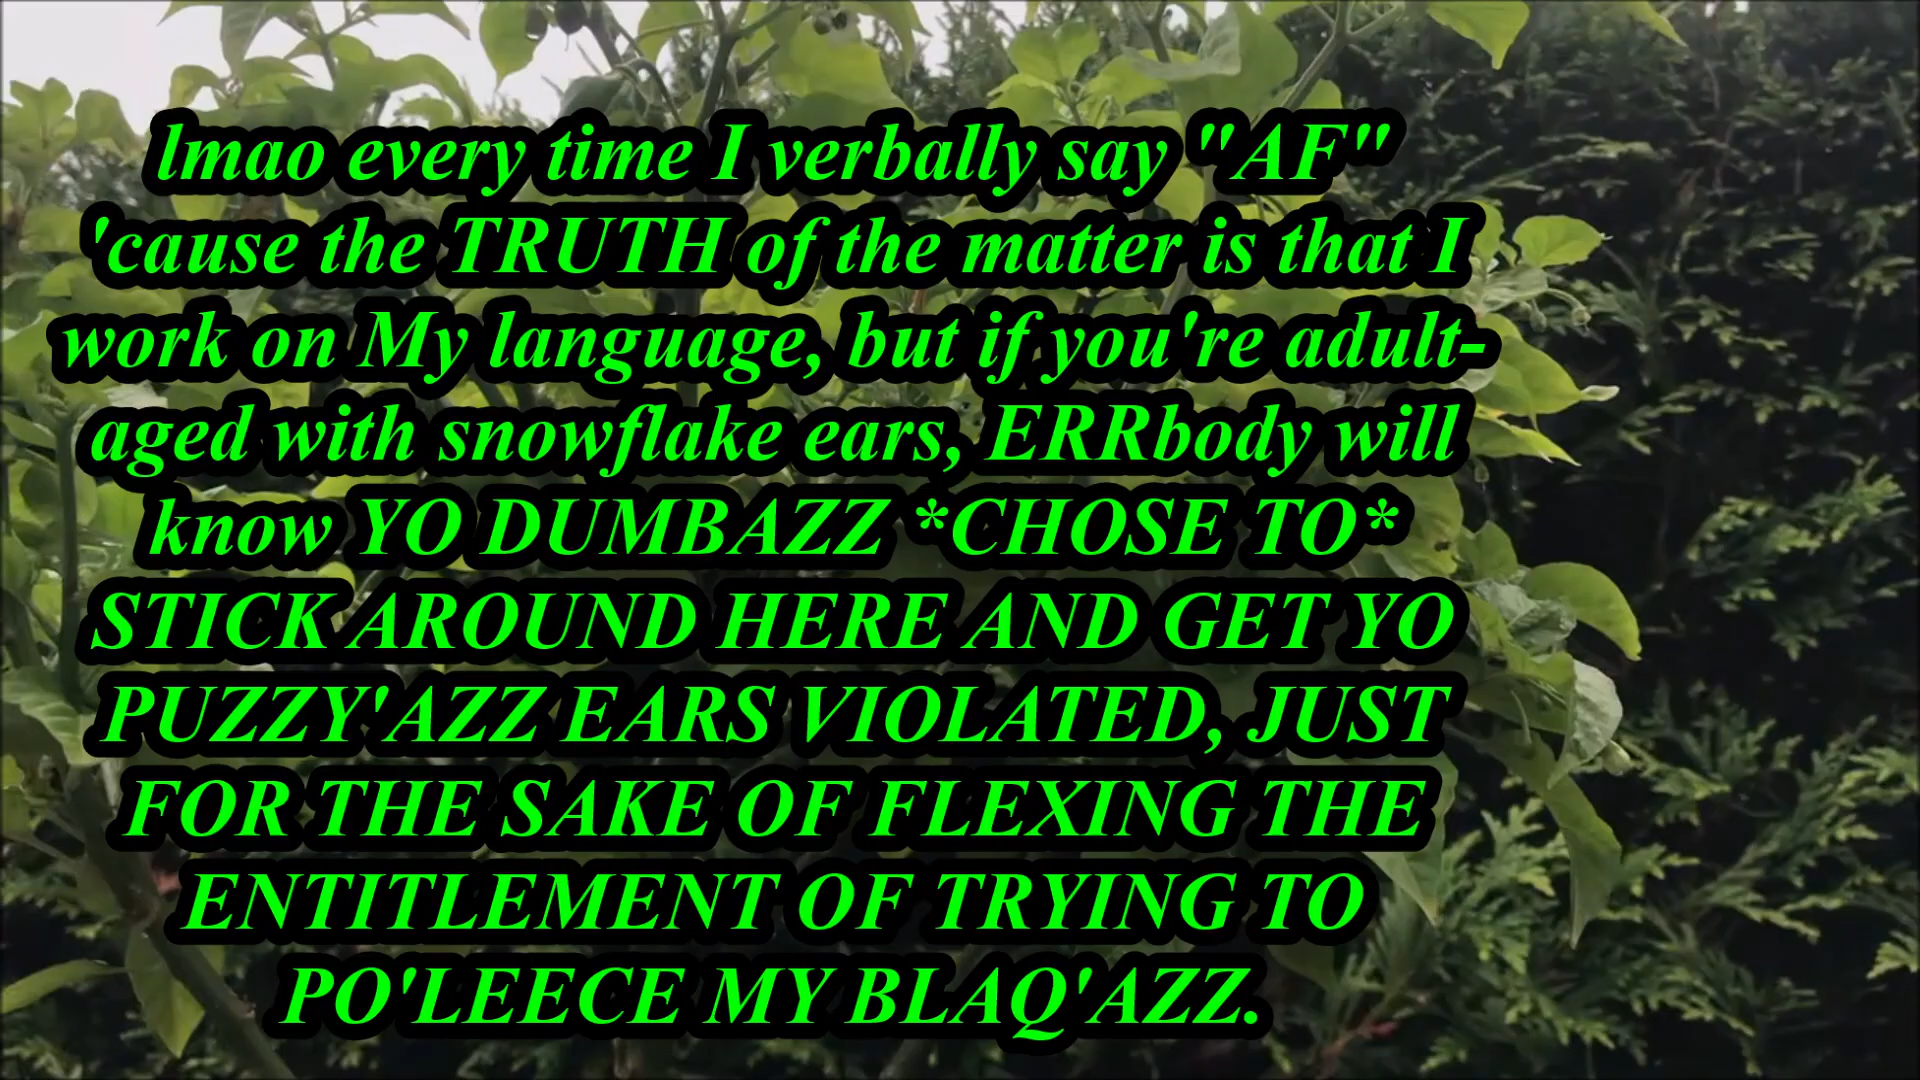 lmao every time I verbally say "AF"
'cause the TRUTH of the matter is that I
work on My language, but if you're adult-
aged with snowflake ears, ERRbody will
know YO DUMBAZZ *CHOSE TO*
STICK AROUND HERE AND GET YO
PUZZY'AZZ EARS VIOLATED, JUST
FOR THE SAKE OF FLEXING THE
ENTITLEMENT OF TRYING TO
PO'LEECE MY BLAQ'AZZ.